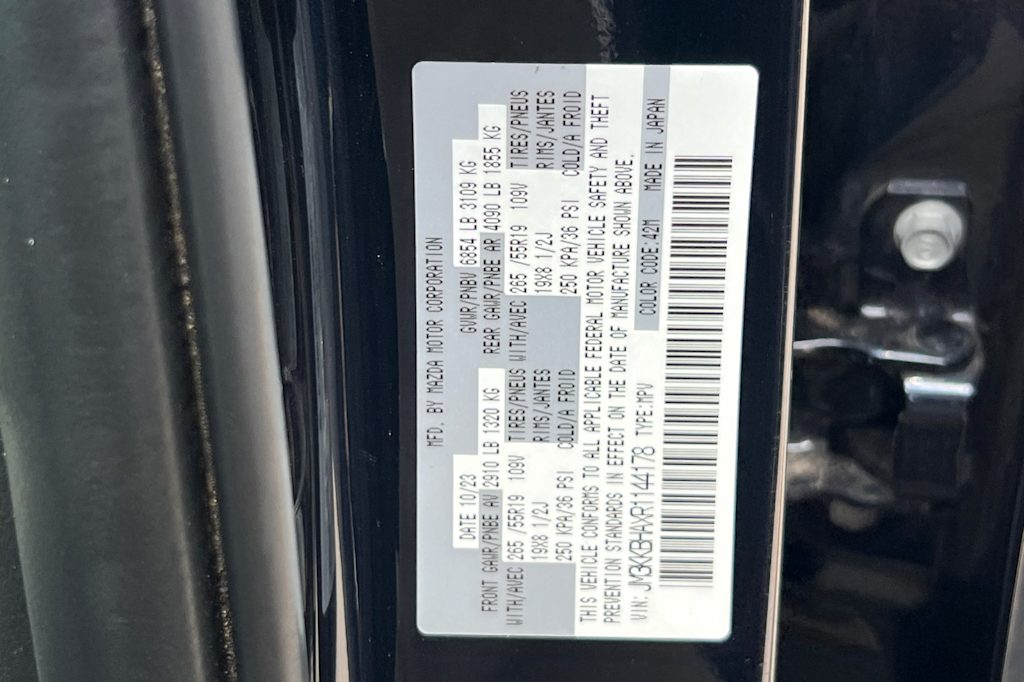 MFD. BY MAZDA MOTOR CORPORATION
DATE 10/23 GVWR/PNBV 6854 LB 3109 KG
FRONT GAWR/PNBE AV 2910 LB 1320 KG REAR GAWR/PNBE AR 4090 LB 1855 KG
WITH/AVEC 265 /55R19 109V TIRES/PNEUS WITH/AVEC 265 /55R19 109V TIRES/PNEUS
19X8 1/2J RIMS/JANTES 19X8 1/2J RIMS/JANTES
250 KPA/36 PSI COLD/A FROID 250 KPA/36 PSI COLD/A FROID
THIS VEHICLE CONFORMS TO ALL APPLICABLE FEDERAL MOTOR VEHICLE SAFETY AND THEFT
PREVENTION STANDARDS IN EFFECT ON THE DATE OF MANUFACTURE SHOWN ABOVE.
VIN: JM3KKBHAXR1144178 TYPE:MPV COLOR CODE:42M MADE IN JAPAN